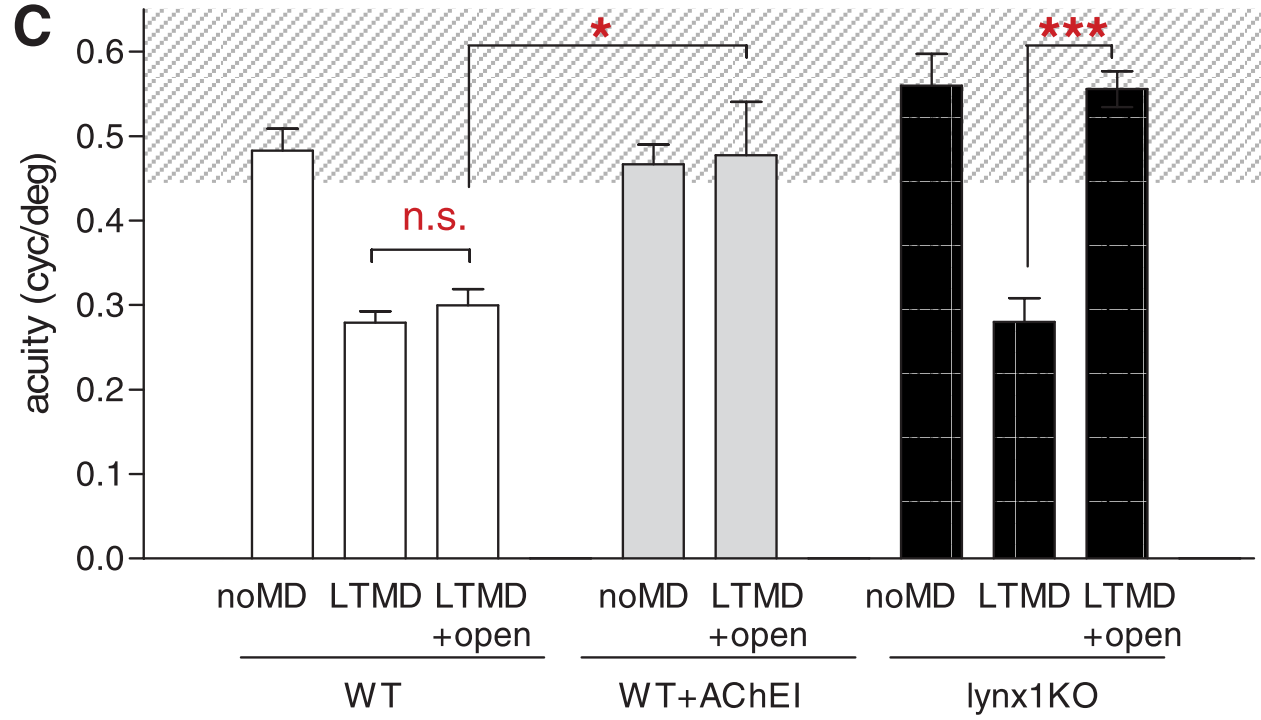 C
acuity (cyc/deg)
0.6
0.5
0.4
0.3
0.2
0.1
0.0
*
***
n.s.
noMD LTMD LTMD noMD LTMD noMD LTMD LTMD
+open +open +open
WT WT+AChEI lynx1KO